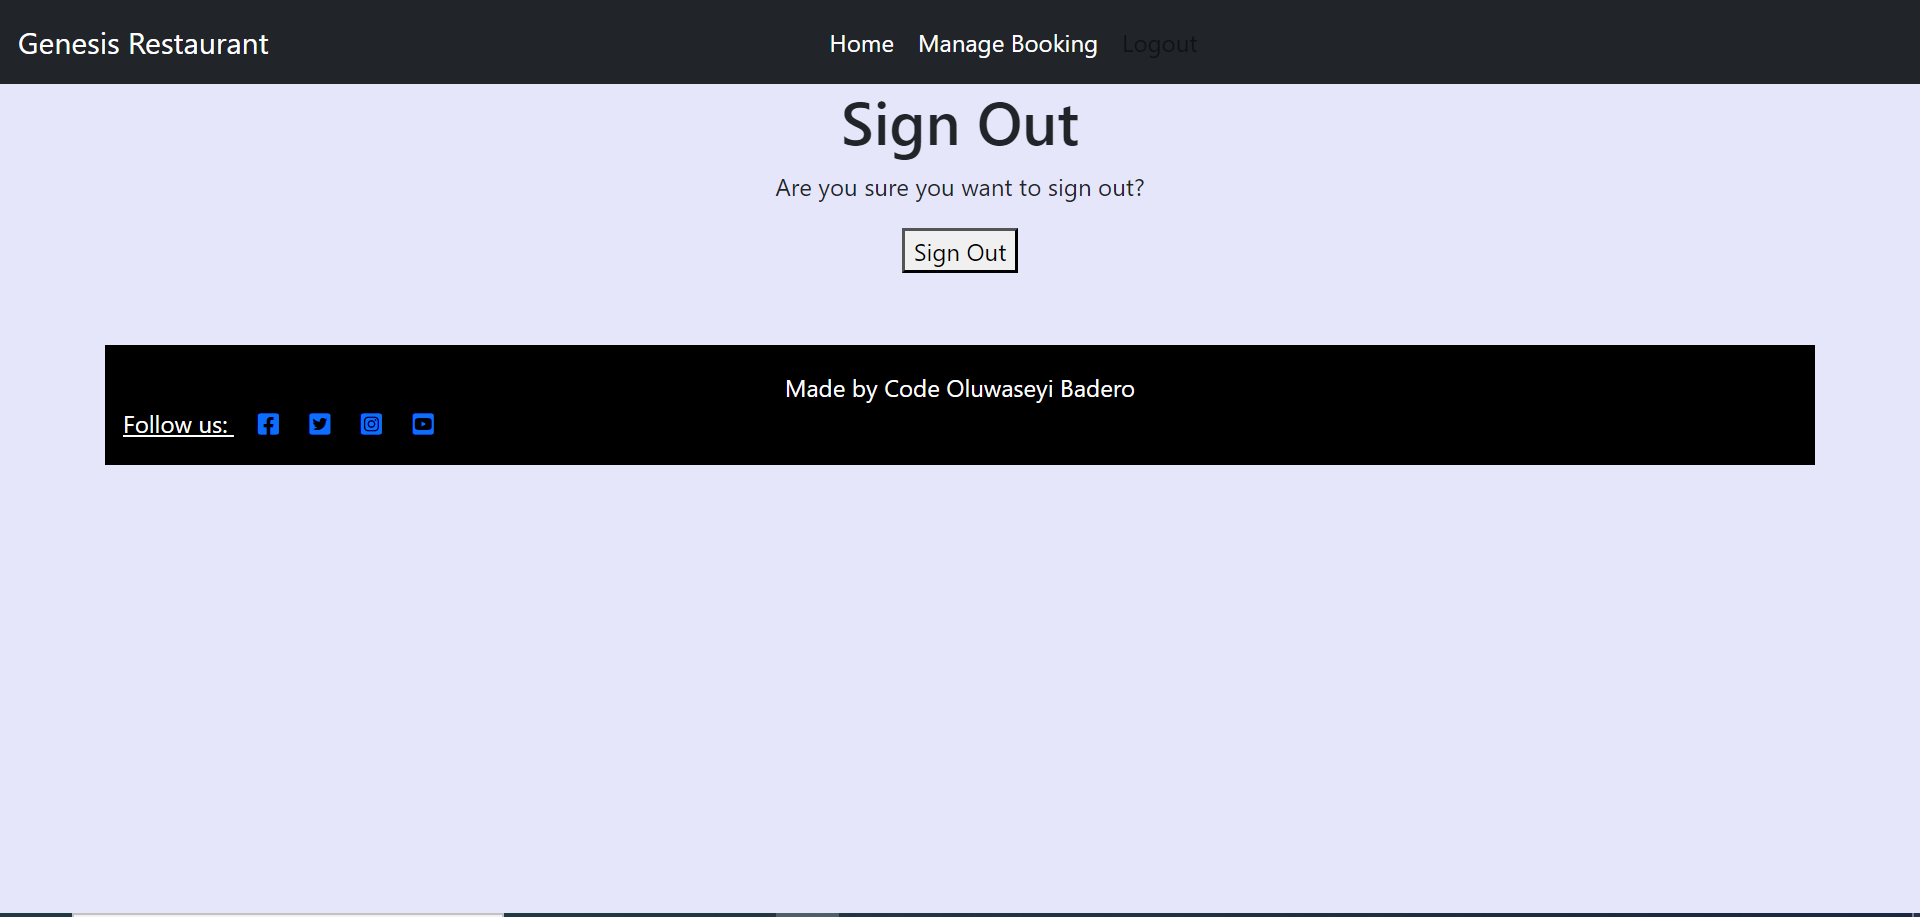 Genesis Restaurant Home Manage Booking Logout
Sign Out
Are you sure you want to sign out?
Sign Out
Made by Code Oluwaseyi Badero
Follow us: